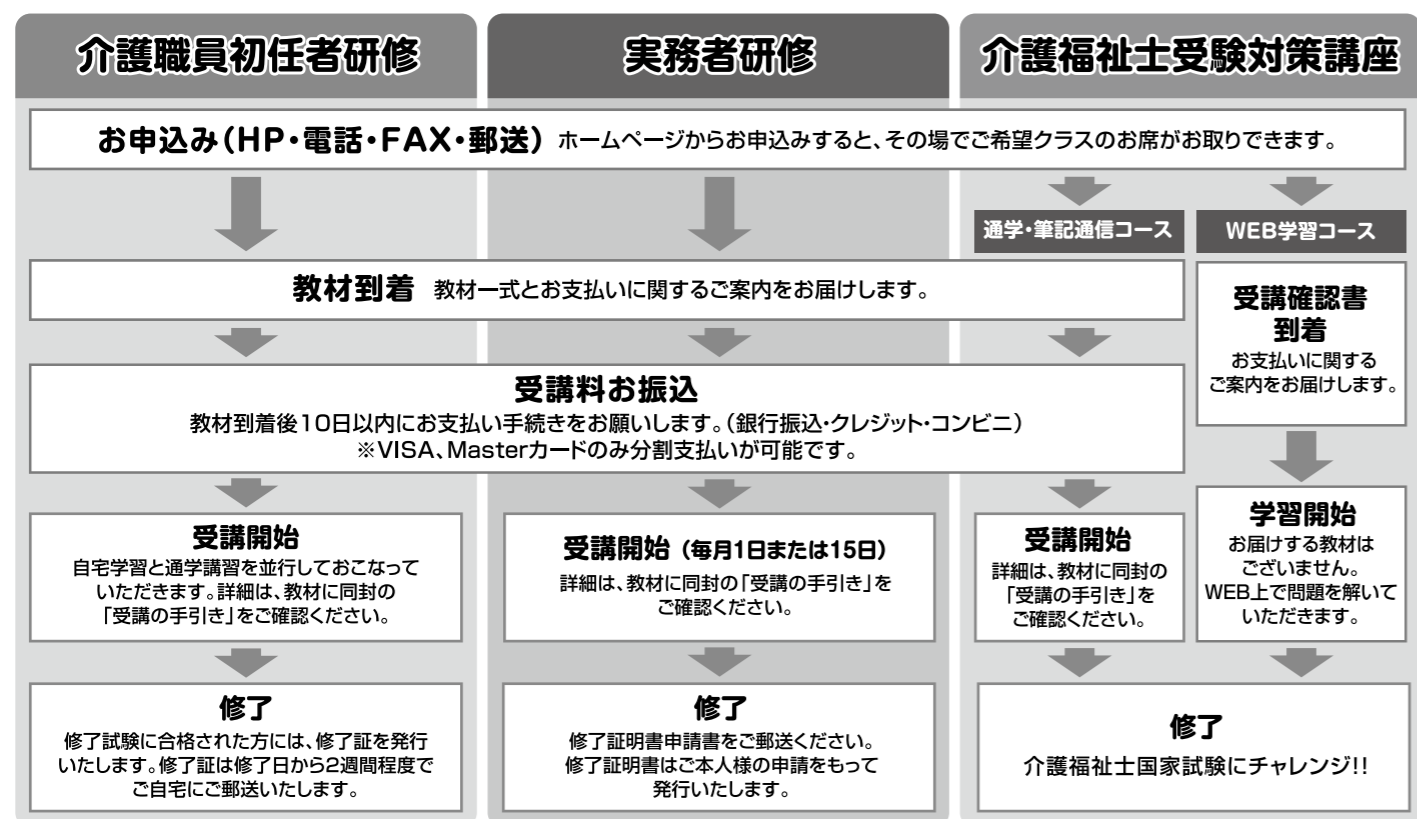 介護職員初任者研修
実務者研修
介護福祉士受験対策講座
お申込み(HP・電話・FAX・郵送) ホームページからお申込みすると、その場でご希望クラスのお席がお取りできます。
通学・筆記通信コース
WEB学習コース
教材到着 教材一式とお支払いに関するご案内をお届けします。
受講確認書
到着
お支払いに関する
ご案内をお届けします。
受講料お振込
教材到着後10日以内にお支払い手続きをお願いします。(銀行振込・クレジット・コンビニ)
※VISA、Masterカードのみ分割支払いが可能です。
受講開始
自宅学習と通学講習を並行しておこなって
いただきます。詳細は、教材に同封の
「受講の手引き」をご確認ください。
受講開始(毎月1日または15日)
詳細は、教材に同封の「受講の手引き」を
ご確認ください。
受講開始
詳細は、教材に同封の
「受講の手引き」を
ご確認ください。
学習開始
お届けする教材は
ございません。
WEB上で問題を解いて
いただきます。
修了
修了試験に合格された方には、修了証を発行
いたします。修了証は修了日から2週間程度で
ご自宅にご郵送いたします。
修了
修了証明書申請書をご郵送ください。
修了証明書はご本人様の申請をもって
発行いたします。
修了
介護福祉士国家試験にチャレンジ!!